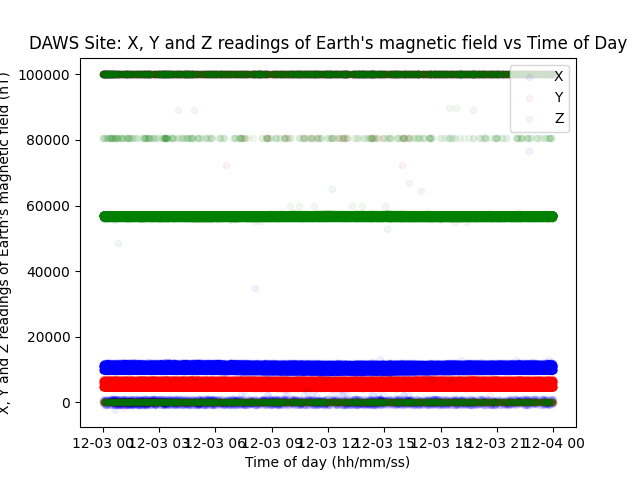 DAWS Site: X, Y and Z readings of Earth's magnetic field vs Time of Day
X, Y and Z readings of Earth's magnetic field (nT)
100000
80000
60000
40000
20000
0
X
Y
Z
12-03 00 12-03 03 12-03 06 12-03 09 12-03 12 12-03 15 12-03 18 12-03 21 12-04 00
Time of day (hh/mm/ss)